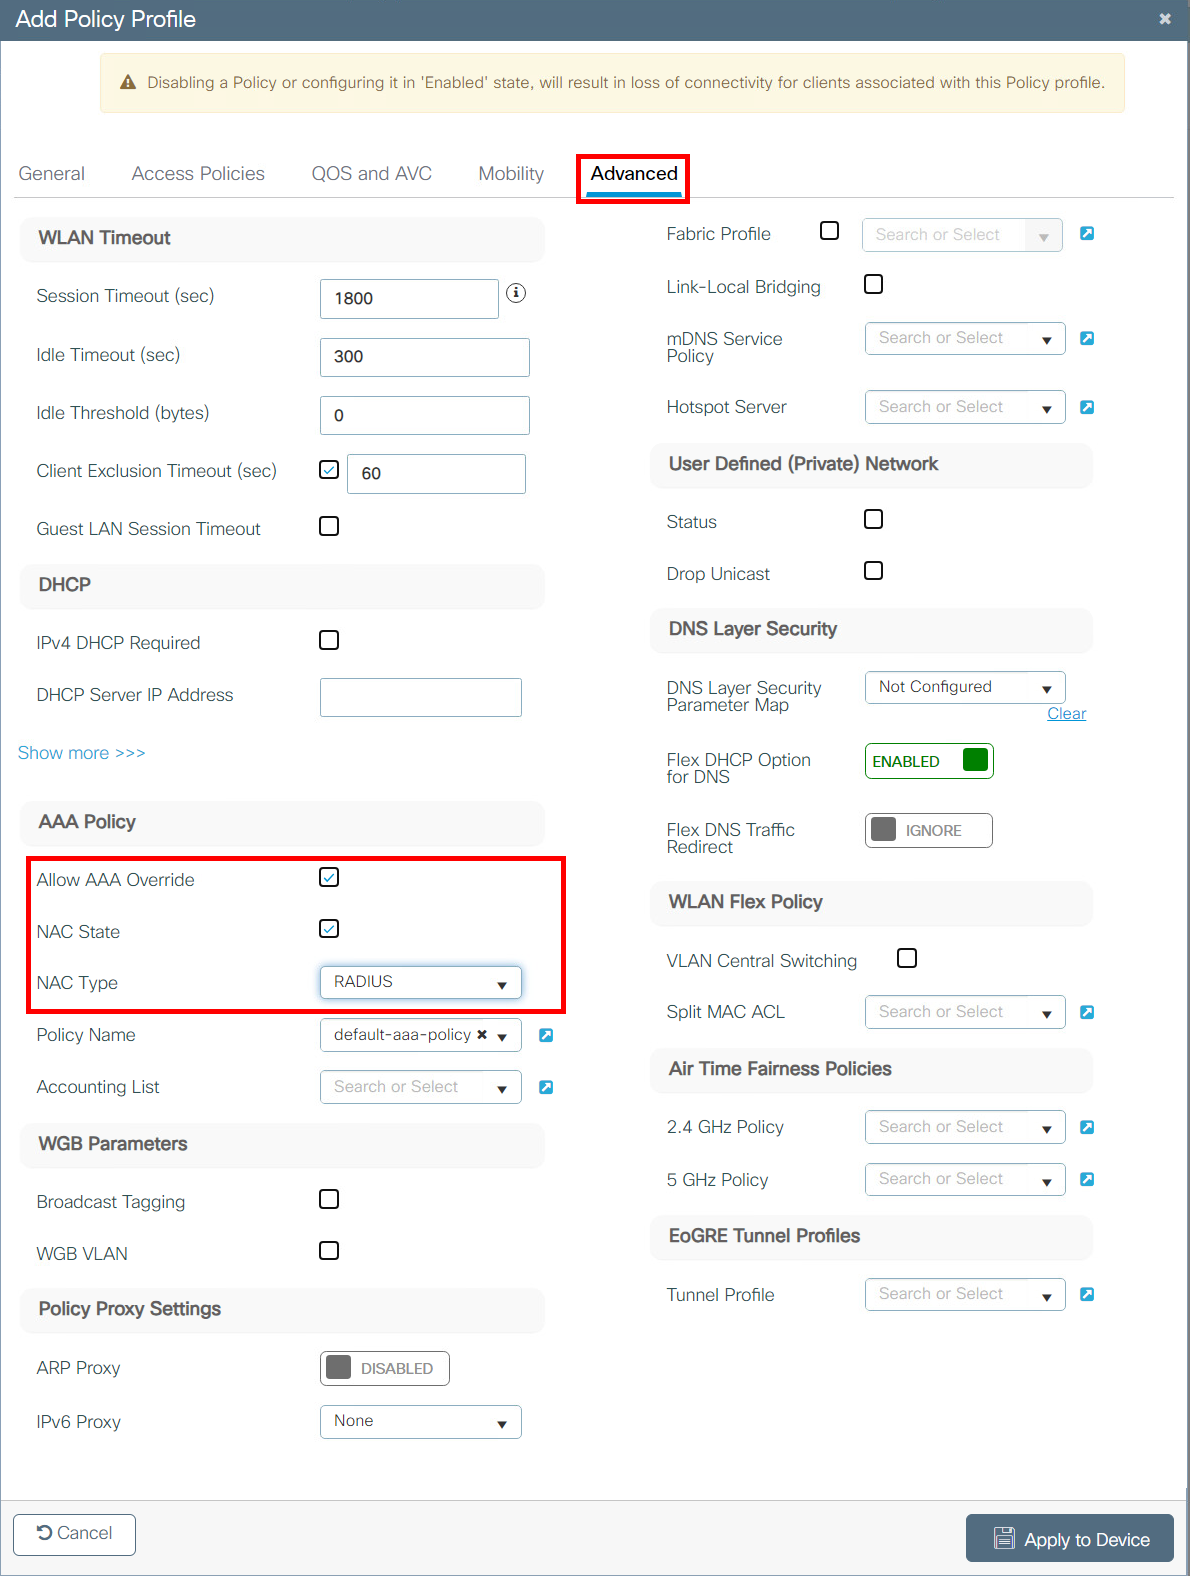 Add Policy Profile
Disabling a Policy or configuring it in 'Enabled' state, will result in loss of connectivity for clients associated with this Policy profile.
General
Access Policies
QOS and AVC
Mobility
Advanced
WLAN Timeout
Session Timeout (sec)
1800
Idle Timeout (sec)
300
Idle Threshold (bytes)
0
Client Exclusion Timeout (sec)
60
Guest LAN Session Timeout
DHCP
IPv4 DHCP Required
DHCP Server IP Address
Show more >>>
AAA Policy
Allow AAA Override
NAC State
NAC Type
RADIUS
Policy Name
default-aaa-policy
Accounting List
Search or Select
WGB Parameters
Broadcast Tagging
WGB VLAN
Policy Proxy Settings
ARP Proxy
DISABLED
IPv6 Proxy
None
Fabric Profile
Search or Select
Link-Local Bridging
mDNS Service
Policy
Search or Select
Hotspot Server
Search or Select
User Defined (Private) Network
Status
Drop Unicast
DNS Layer Security
DNS Layer Security
Parameter Map
Not Configured
Clear
Flex DHCP Option
for DNS
ENABLED
Flex DNS Traffic
Redirect
IGNORE
WLAN Flex Policy
VLAN Central Switching
Split MAC ACL
Search or Select
Air Time Fairness Policies
2.4 GHz Policy
Search or Select
5 GHz Policy
Search or Select
EoGRE Tunnel Profiles
Tunnel Profile
Search or Select
Cancel
Apply to Device